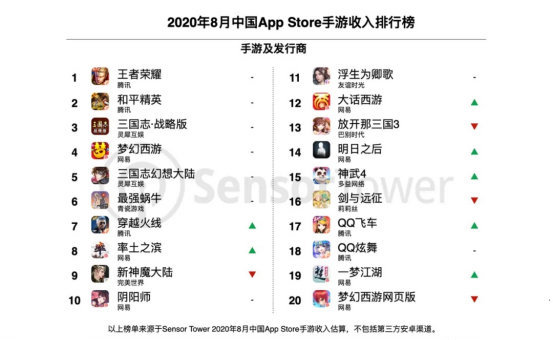 2020年8月中国App Store手游收入排行榜
手游及发行商
1 王者荣耀 -
腾讯
2 和平精英 -
腾讯
3 三国志·战略版 -
灵犀互娱
4 梦幻西游 -
网易
5 三国志幻想大陆 -
灵犀互娱
6 最强蜗牛 -
青瓷游戏
7 穿越火线 ▲
腾讯
8 率土之滨 ▲
网易
9 新神魔大陆 ▼
完美世界
10 阴阳师 -
网易
11 浮生为卿歌 -
友谊时光
12 大话西游 ▲
网易
13 放开那三国3 ▼
巴别时代
14 明日之后 ▲
网易
15 神武4 ▲
多益网络
16 剑与远征 ▼
莉莉丝
17 QQ飞车 ▲
腾讯
18 QQ炫舞 -
腾讯
19 一梦江湖 ▲
网易
20 梦幻西游网页版 ▼
网易
SensorTower
以上榜单来源于Sensor Tower 2020年8月中国App Store手游收入估算，不包括第三方安卓渠道。